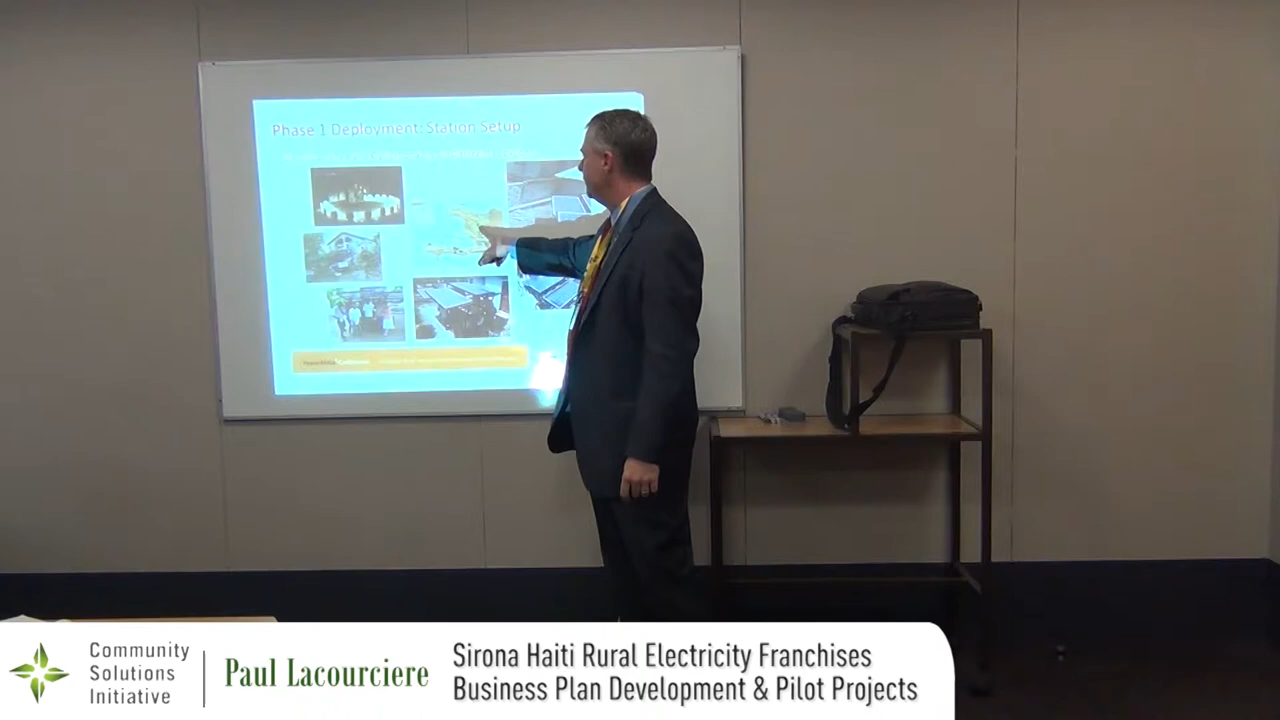 Phase 1 Deployment: Station Setup
Community
Solutions
Initiative
Paul Lacourciere
Sirona Haiti Rural Electricity Franchises
Business Plan Development & Pilot Projects